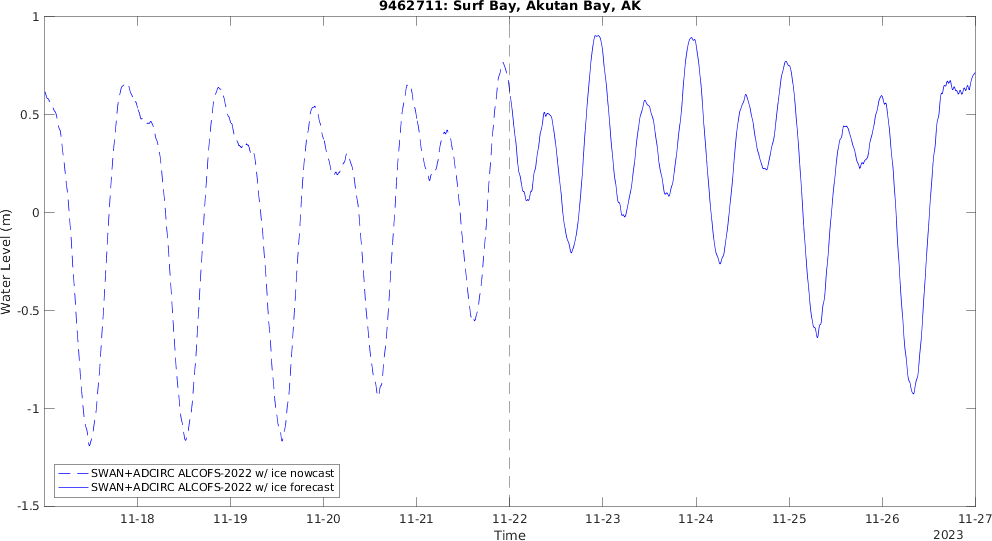 9462711: Surf Bay, Akutan Bay, AK
Water Level (m)
1
0.5
0
-0.5
-1
-1.5
SWAN+ADCIRC ALCOFS-2022 w/ ice nowcast
SWAN+ADCIRC ALCOFS-2022 w/ ice forecast
11-18 11-19 11-20 11-21 11-22 11-23 11-24 11-25 11-26 11-27
Time
2023